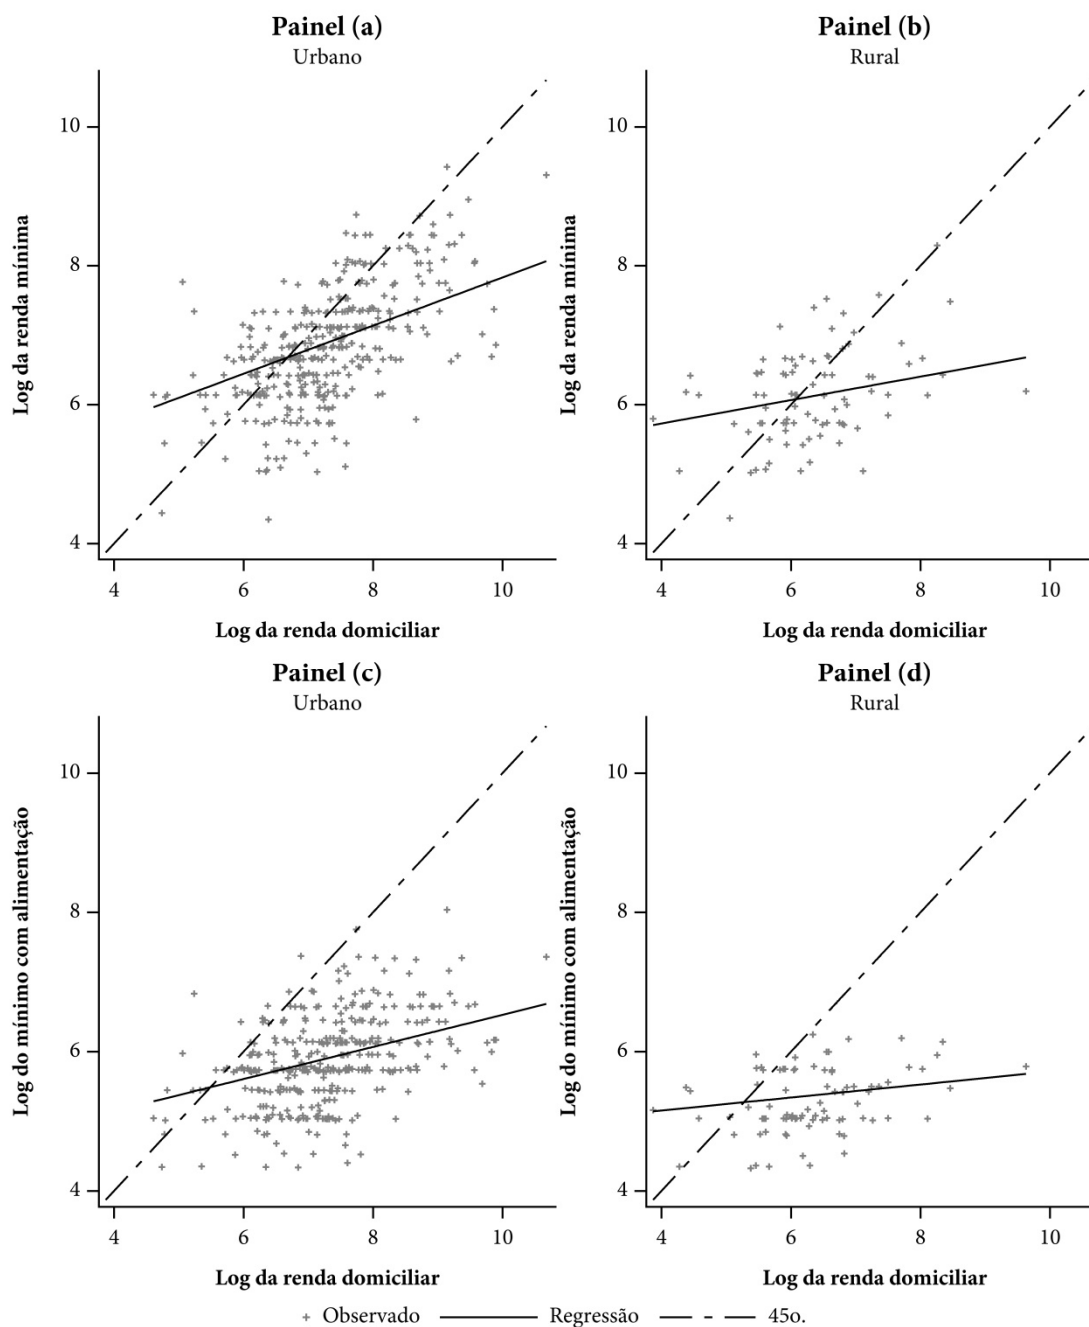 Painel (a)
Urbano
Log da renda mínima
10
8
6
4
4 6 8 10
Log da renda domiciliar
Painel (b)
Rural
Log da renda mínima
10
8
6
4
4 6 8 10
Log da renda domiciliar
Painel (c)
Urbano
Log do mínimo com alimentação
10
8
6
4
4 6 8 10
Log da renda domiciliar
Painel (d)
Rural
Log do mínimo com alimentação
10
8
6
4
4 6 8 10
Log da renda domiciliar
Observado Regressão 45o.